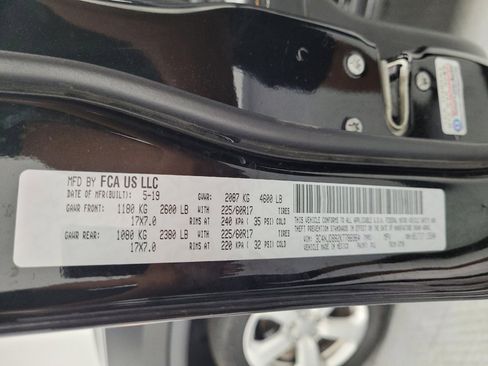 MFD BY FCA US LLC
DATE OF MFR(BUILT): 5-19 GVWR: 2087 KG 4600 LB
GAWR FRONT: 1180 KG 2600 LB WITH 225/60R17 TIRES
17X7.0 RIMS AT 240 KPA 35 PSI COLD
GAWR REAR: 1080 KG 2380 LB WITH 225/60R17 TIRES
17X7.0 RIMS AT 220 KPA 32 PSI COLD
THIS VEHICLE CONFORMS TO ALL APPLICABLE U.S.A. FEDERAL MOTOR VEHICLE SAFETY AND
THEFT PREVENTION STANDARDS IN EFFECT ON THE DATE OF MANUFACTURE SHOWN ABOVE.
VIN: TYPE: MPV
VEHICLE MADE IN MEXICO PAINT: